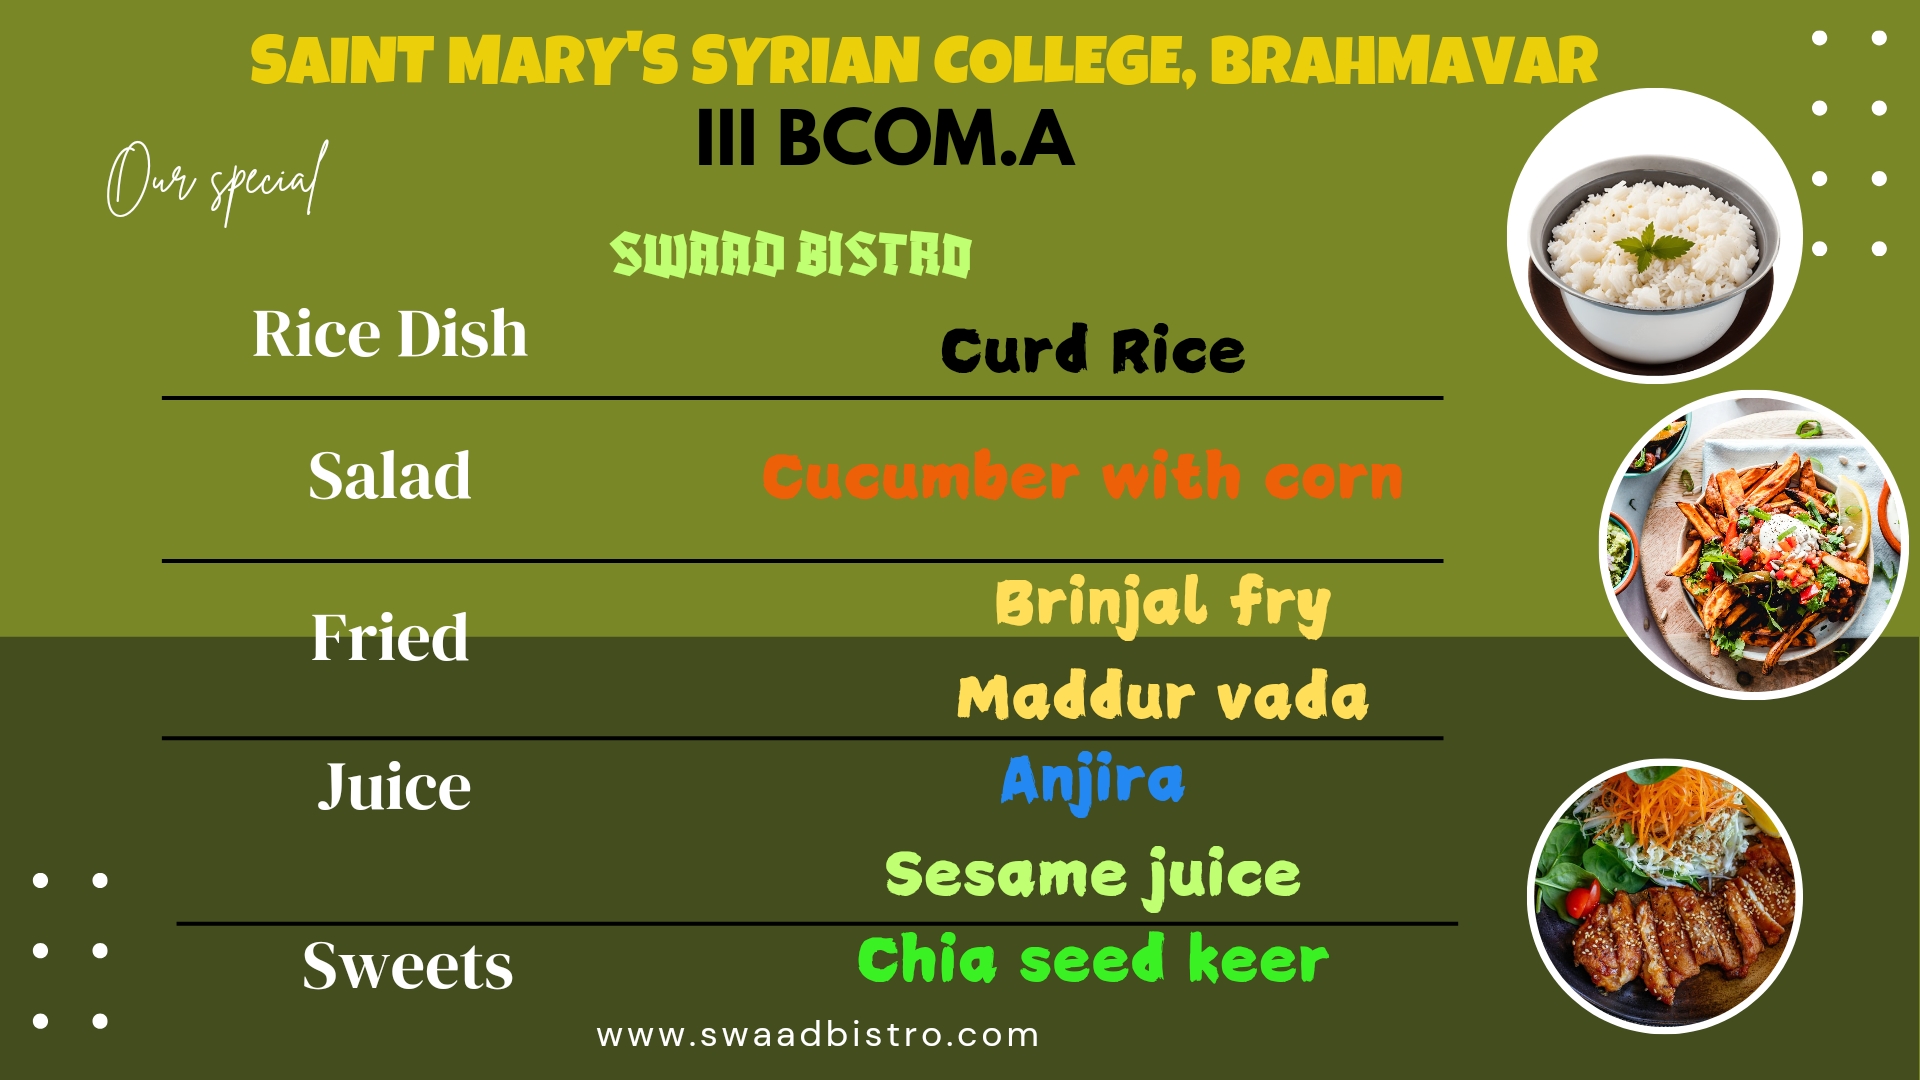 SAINT MARY'S SYRIAN COLLEGE, BRAHMAVAR
III BCOM.A
Our special
SWAAD BISTRO
Rice Dish
Curd Rice
Salad
Cucumber with corn
Fried
Brinjal fry
Maddur vada
Juice
Anjira
Sesame juice
Sweets
Chia seed keer
www.swaadbistro.com